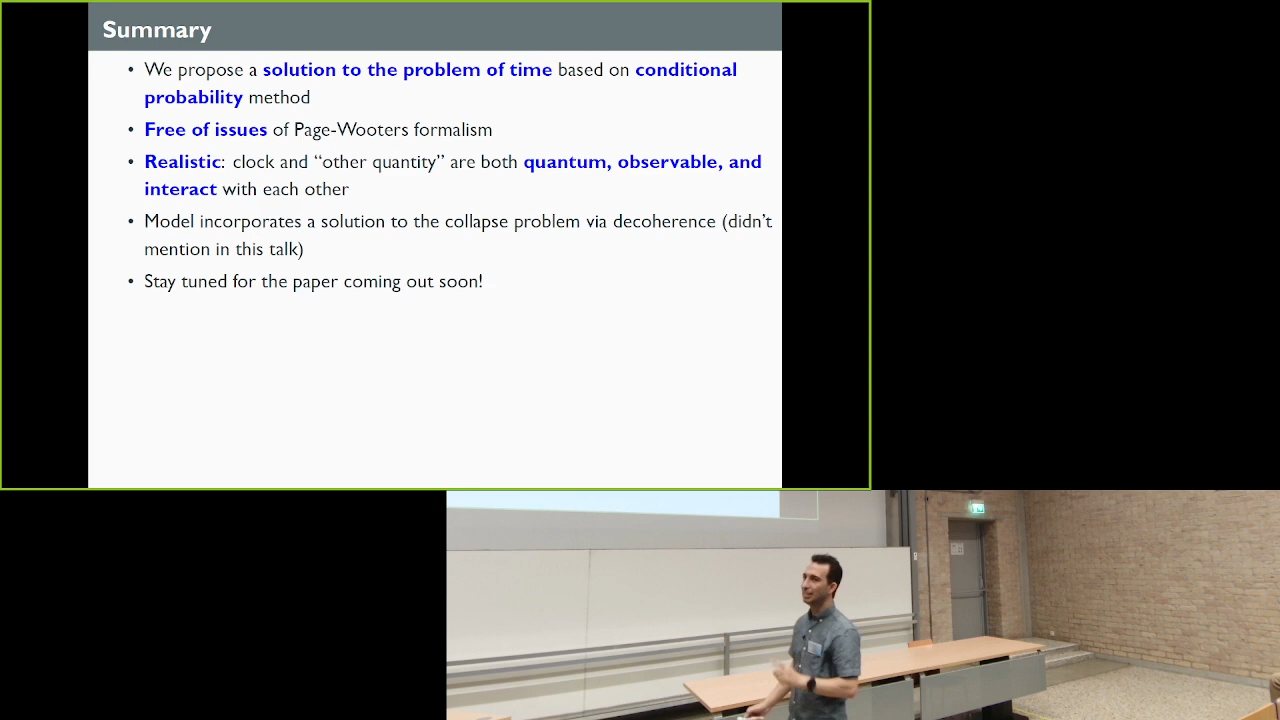 Summary
• We propose a solution to the problem of time based on conditional
probability method
• Free of issues of Page-Wooters formalism
• Realistic: clock and “other quantity” are both quantum, observable, and
interact with each other
• Model incorporates a solution to the collapse problem via decoherence (didn’t
mention in this talk)
• Stay tuned for the paper coming out soon!